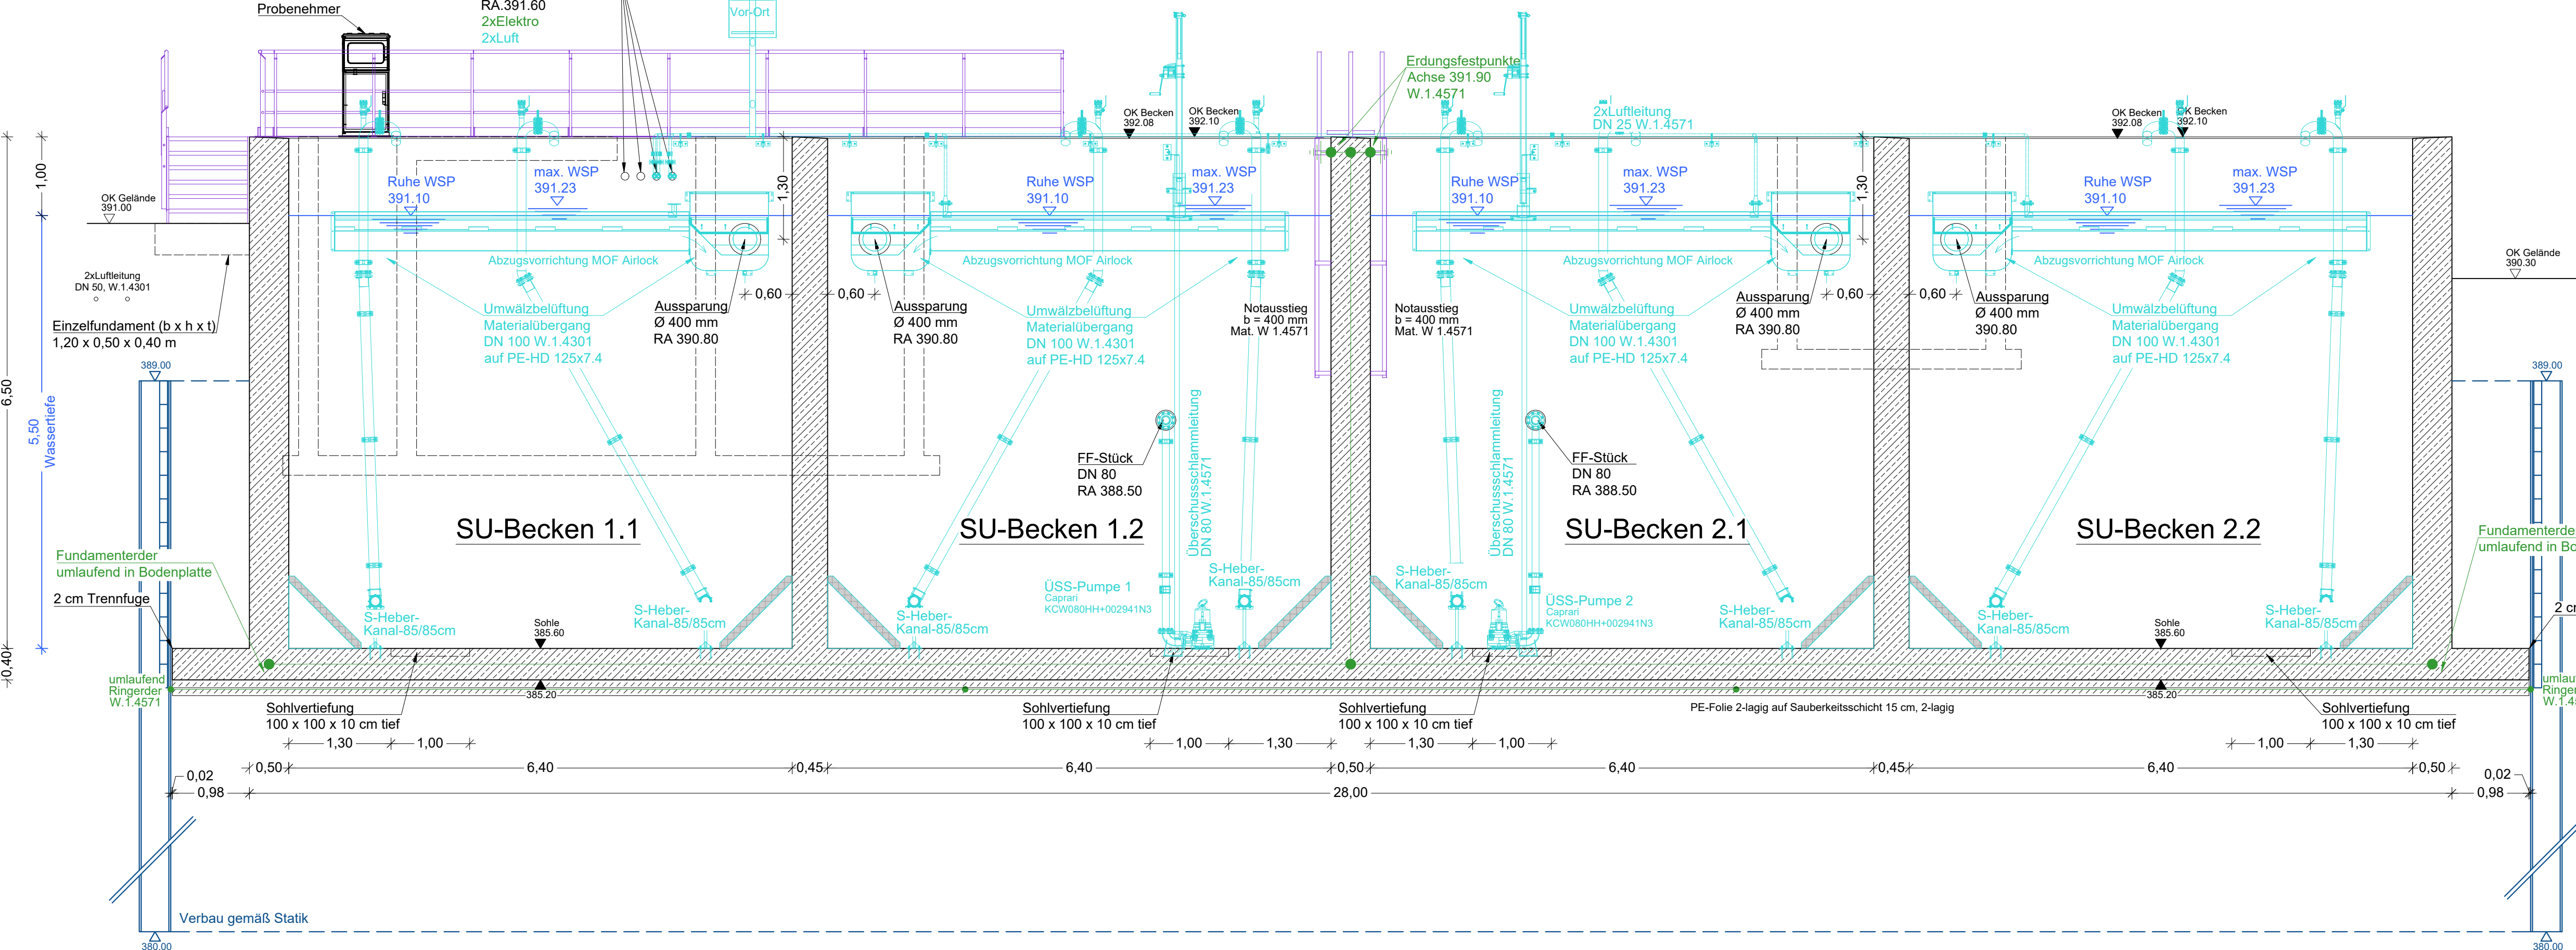 Probenehmer
RA.391.60
2xElektro
2xLuft
Vor-Ort
Erdungsfestpunkte
Achse 391.90
W.1.4571
2xLuftleitung
DN 25 W.1.4571
OK Becken
392.08
OK Becken
392.10
OK Becken
392.08
OK Becken
392.10
1,00
6,50
5,50
Wassertiefe
0,40
OK Gelände
391.00
OK Gelände
390.30
Ruhe WSP
391.10
max. WSP
391.23
1,30
Ruhe WSP
391.10
max. WSP
391.23
Ruhe WSP
391.10
max. WSP
391.23
1,30
Ruhe WSP
391.10
max. WSP
391.23
2xLuftleitung
DN 50, W.1.4301
Einzelfundament (b x h x t)
1,20 x 0,50 x 0,40 m
Abzugsvorrichtung MOF Airlock
Abzugsvorrichtung MOF Airlock
Abzugsvorrichtung MOF Airlock
Abzugsvorrichtung MOF Airlock
0,60
0,60
0,60
0,60
Umwälzbelüftung
Materialübergang
DN 100 W.1.4301
auf PE-HD 125x7.4
Aussparung
Ø 400 mm
RA 390.80
Aussparung
Ø 400 mm
RA 390.80
Umwälzbelüftung
Materialübergang
DN 100 W.1.4301
auf PE-HD 125x7.4
Notausstieg
b = 400 mm
Mat. W 1.4571
Notausstieg
b = 400 mm
Mat. W 1.4571
Umwälzbelüftung
Materialübergang
DN 100 W.1.4301
auf PE-HD 125x7.4
Aussparung
Ø 400 mm
RA 390.80
Aussparung
Ø 400 mm
390.80
Umwälzbelüftung
Materialübergang
DN 100 W.1.4301
auf PE-HD 125x7.4
389.00
389.00
FF-Stück
DN 80
RA 388.50
Überschussschlammleitung
DN 80 W.1.4571
Überschussschlammleitung
DN 80 W.1.4571
FF-Stück
DN 80
RA 388.50
SU-Becken 1.1
SU-Becken 1.2
SU-Becken 2.1
SU-Becken 2.2
Fundamenterder
umlaufend in Bodenplatte
Fundamenterde
umlaufend in Bo
2 cm Trennfuge
2 c
S-Heber-
Kanal-85/85cm
S-Heber-
Kanal-85/85cm
S-Heber-
Kanal-85/85cm
ÜSS-Pumpe 1
Caprari
KCW080HH+002941N3
S-Heber-
Kanal-85/85cm
S-Heber-
Kanal-85/85cm
ÜSS-Pumpe 2
Caprari
KCW080HH+002941N3
S-Heber-
Kanal-85/85cm
S-Heber-
Kanal-85/85cm
S-Heber-
Kanal-85/85cm
Sohle
385.60
Sohle
385.60
385.20
385.20
umlaufend
Ringerder
W.1.4571
umlau
Ringer
W.1.45
Sohlvertiefung
100 x 100 x 10 cm tief
Sohlvertiefung
100 x 100 x 10 cm tief
Sohlvertiefung
100 x 100 x 10 cm tief
PE-Folie 2-lagig auf Sauberkeitsschicht 15 cm, 2-lagig
Sohlvertiefung
100 x 100 x 10 cm tief
1,30
1,00
1,00
1,30
1,30
1,00
1,00
1,30
0,50
6,40
0,45
6,40
0,50
6,40
0,45
6,40
0,50
0,02
0,98
28,00
0,02
0,98
Verbau gemäß Statik
380.00
380.00